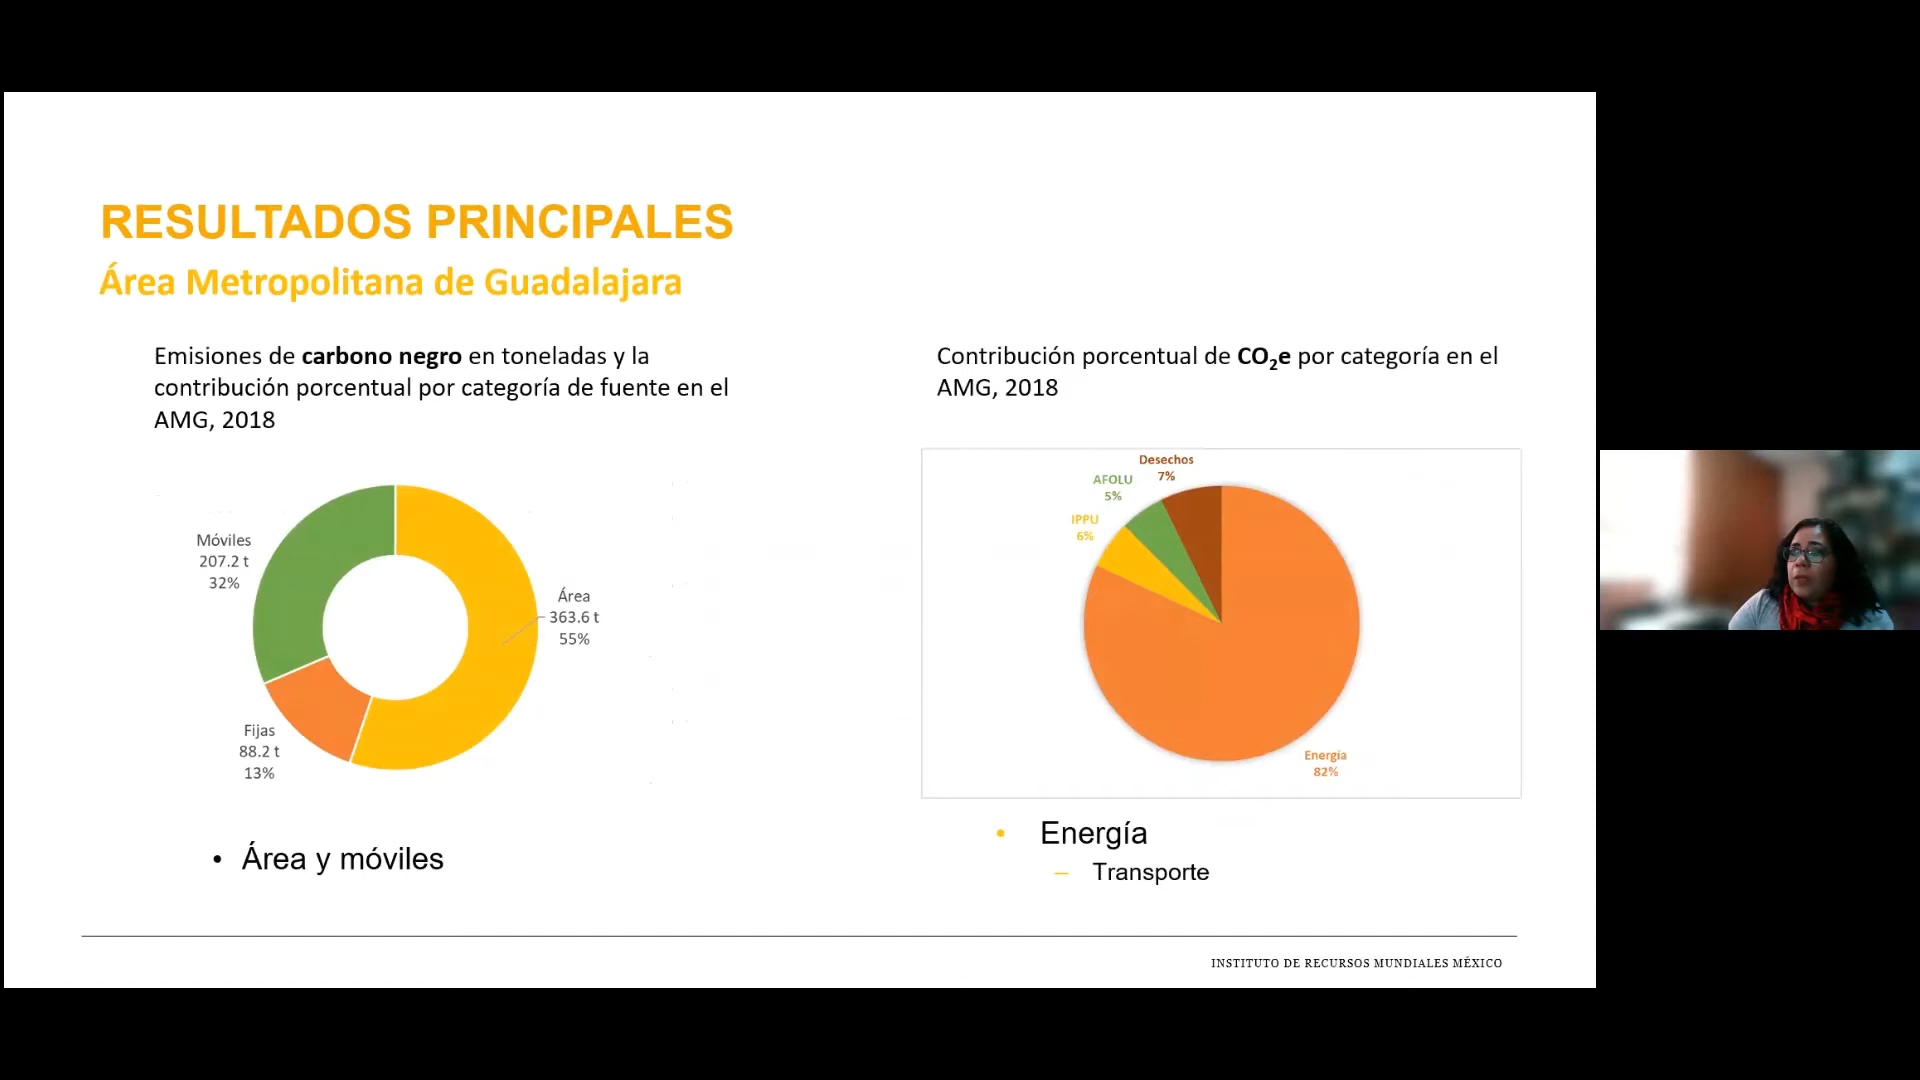 RESULTADOS PRINCIPALES
Área Metropolitana de Guadalajara
Emisiones de carbono negro en toneladas y la
contribución porcentual por categoría de fuente en el
AMG, 2018
Móviles
207.2 t
32%
Área
363.6 t
55%
Fijas
88.2 t
13%
• Área y móviles
Contribución porcentual de CO₂e por categoría en el
AMG, 2018
Desechos
7%
AFOLU
5%
IPPU
6%
Energía
82%
• Energía
– Transporte
INSTITUTO DE RECURSOS MUNDIALES MÉXICO